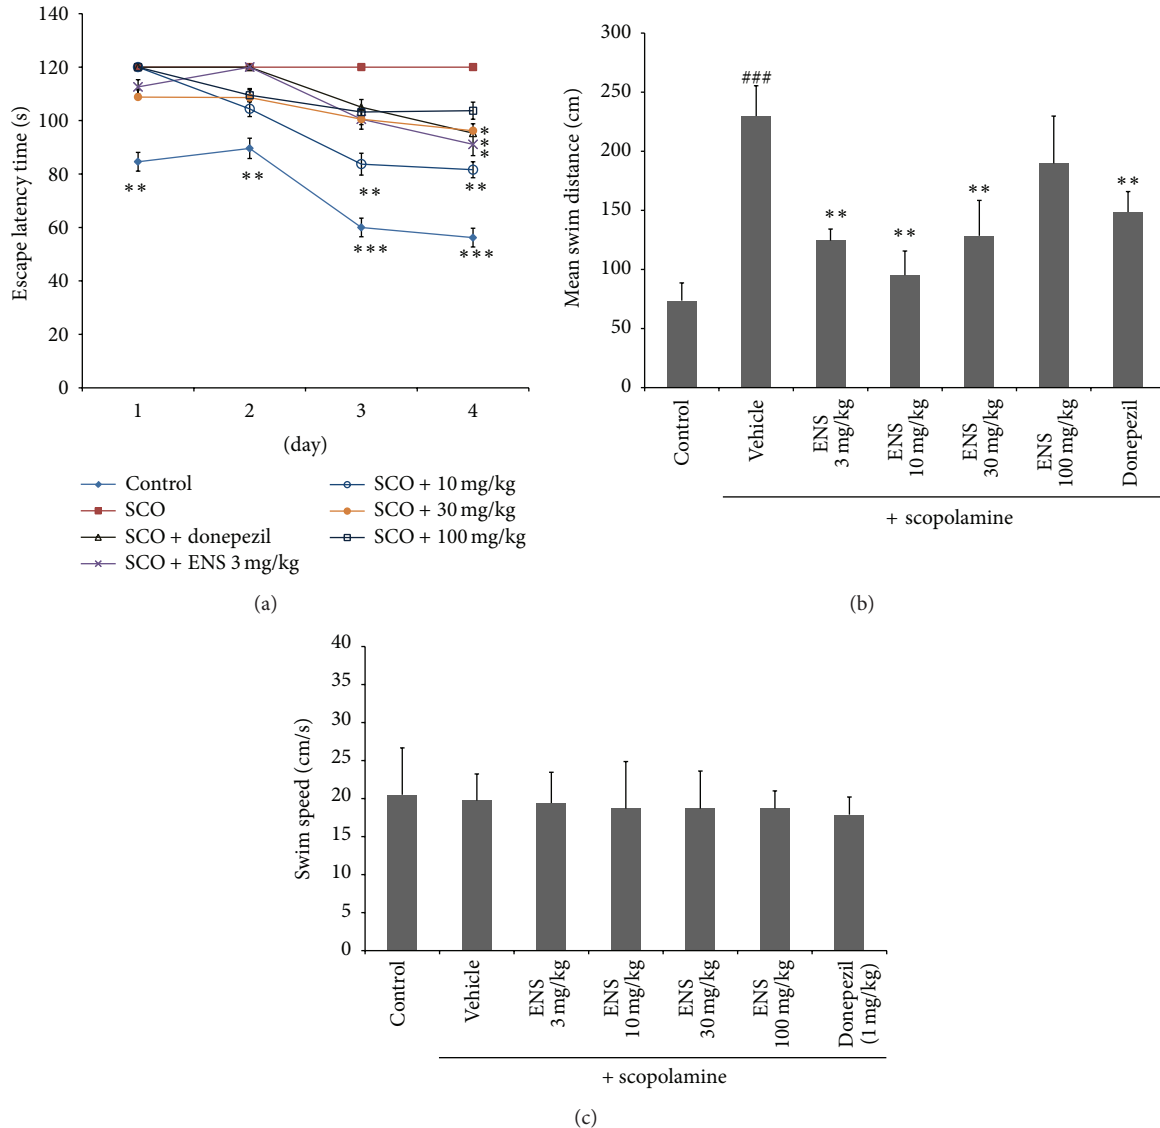 140
120
100
80
60
40
20
0
Escape latency time (s)
** ** ** *** *
*
*
** ***
1 2 3 4
(day)
Control
SCO
SCO + donepezil
SCO + ENS 3 mg/kg
SCO + 10 mg/kg
SCO + 30 mg/kg
SCO + 100 mg/kg
(a)
300
250
200
150
100
50
0
Mean swim distance (cm)
### ** ** ** **
Control
Vehicle
ENS
3 mg/kg
ENS
10 mg/kg
ENS
30 mg/kg
ENS
100 mg/kg
Donepezil
+ scopolamine
(b)
40
35
30
25
20
15
10
5
0
Swim speed (cm/s)
Control
Vehicle
ENS
3 mg/kg
ENS
10 mg/kg
ENS
30 mg/kg
ENS
100 mg/kg
Donepezil
(1 mg/kg)
+ scopolamine
(c)